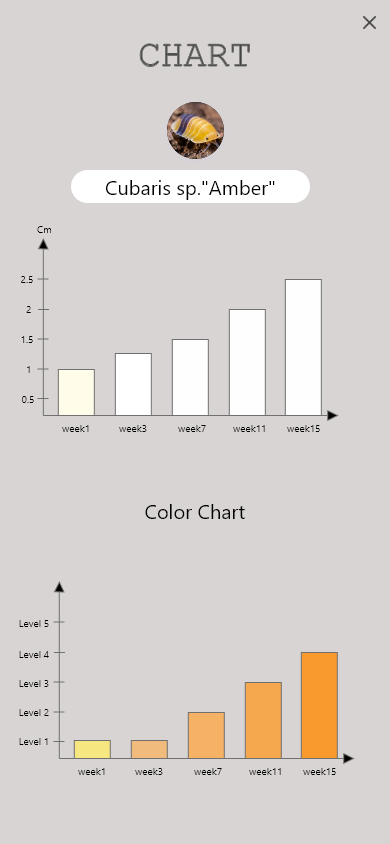 CHART
Cubaris sp."Amber"
Cm
2.5
2
1.5
1
0.5
week1 week3 week7 week11 week15
Color Chart
Level 5
Level 4
Level 3
Level 2
Level 1
week1 week3 week7 week11 week15